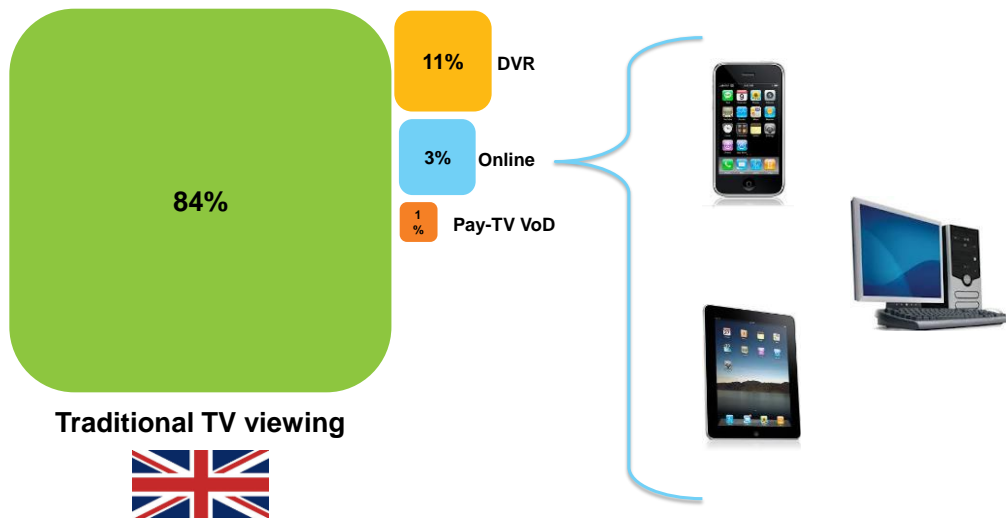 84%
11%
DVR
3%
Online
1
%
Pay-TV VoD
Traditional TV viewing